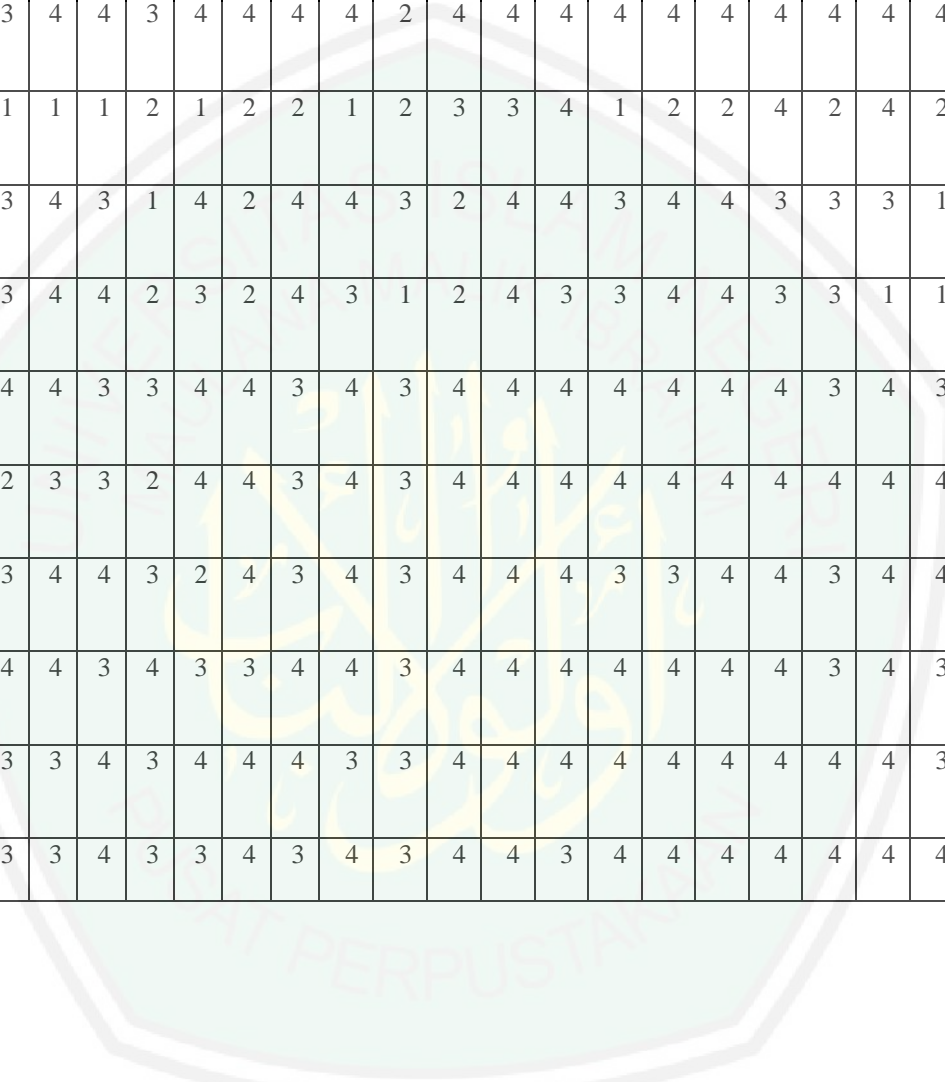 3 4 4 3 4 4 4 4 2 4 4 4 4 4 4 4 4 4 4
1 1 1 2 1 2 2 1 2 3 3 4 1 2 2 4 2 4 2
3 4 3 1 4 2 4 4 3 2 4 4 3 4 4 3 3 3 1
3 4 4 2 3 2 4 3 1 2 4 3 3 4 4 3 3 1 1
4 4 3 3 4 4 3 4 3 4 4 4 4 4 4 4 3 4 3
2 3 3 2 4 4 3 4 3 4 4 4 4 4 4 4 4 4 4
3 4 4 3 2 4 3 4 3 4 4 4 3 3 4 4 3 4 4
4 4 3 4 3 3 4 4 3 4 4 4 4 4 4 4 3 4 3
3 3 4 3 4 4 4 3 3 4 4 4 4 4 4 4 4 4 3
3 3 4 3 3 4 3 4 3 4 4 3 4 4 4 4 4 4 4
UNIVERSITAS ISLAM NEGERI
MAULANA MALIK IBRAHIM
PUSAT PERPUSTAKAAN